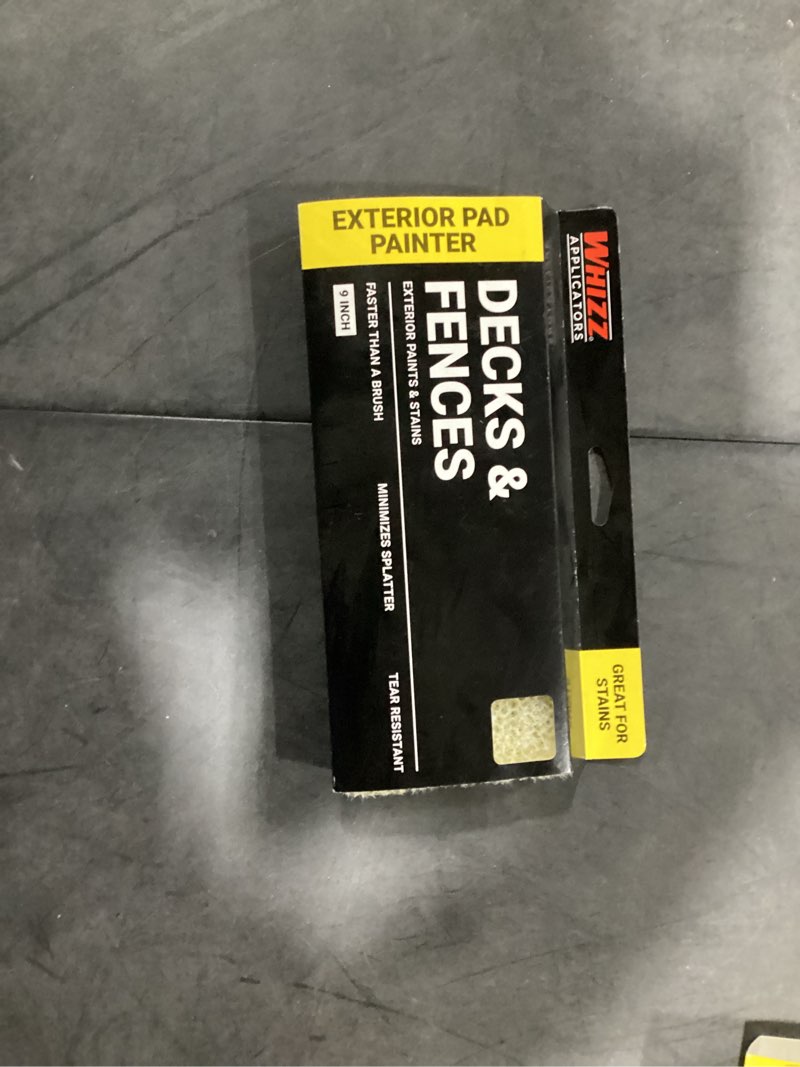 WHIZZ
APPLICATORS
GREAT FOR
STAINS
EXTERIOR PAD
PAINTER
DECKS &
FENCES
EXTERIOR PAINTS & STAINS
FASTER THAN A BRUSH MINIMIZES SPLATTER TEAR RESISTANT
9 INCH